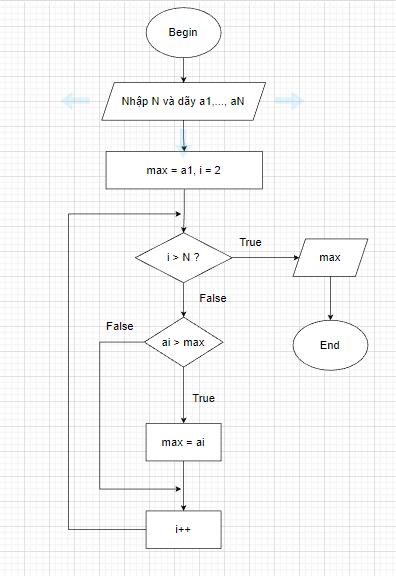 Begin
Nhập N và dãy a1,..., aN
max = a1, i = 2
i > N ?
True
max
End
False
False
ai > max
True
max = ai
i++